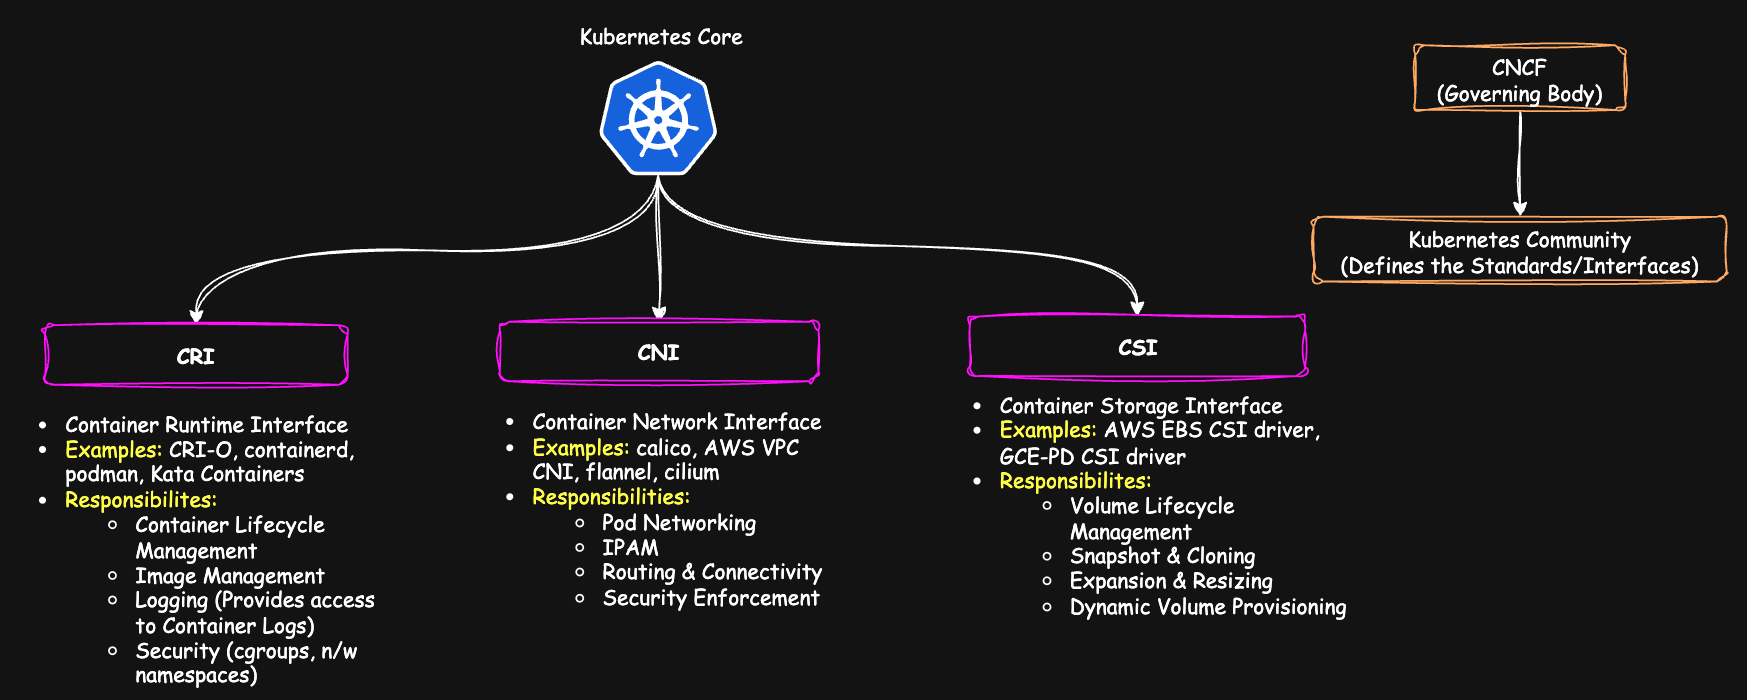 Kubernetes Core
CNCF
(Governing Body)
Kubernetes Community
(Defines the Standards/Interfaces)
CRI
• Container Runtime Interface
• Examples: CRI-O, containerd,
podman, Kata Containers
• Responsibilites:
○ Container Lifecycle
Management
○ Image Management
○ Logging (Provides access
to Container Logs)
○ Security (cgroups, n/w
namespaces)
CNI
• Container Network Interface
• Examples: calico, AWS VPC
CNI, flannel, cilium
• Responsibilities:
○ Pod Networking
○ IPAM
○ Routing & Connectivity
○ Security Enforcement
CSI
• Container Storage Interface
• Examples: AWS EBS CSI driver,
GCE-PD CSI driver
• Responsibilites:
○ Volume Lifecycle
Management
○ Snapshot & Cloning
○ Expansion & Resizing
○ Dynamic Volume Provisioning